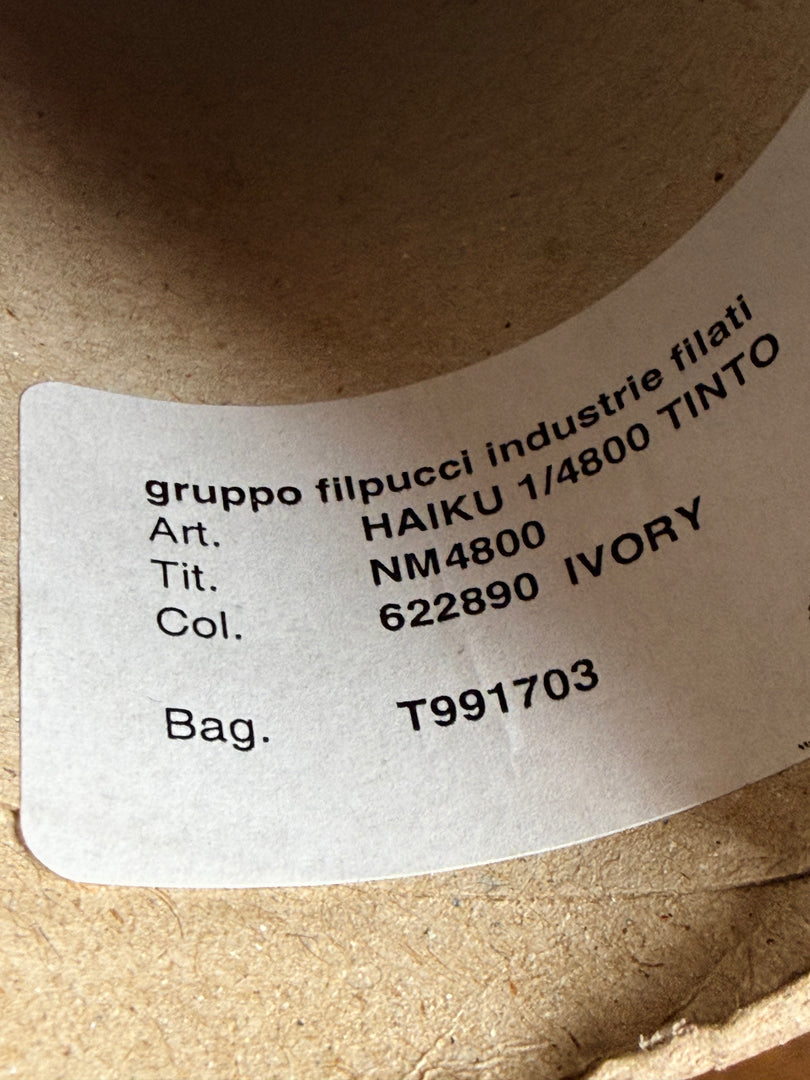 gruppo filpucci industrie filati
Art. HAIKU 1/4800 TINTO
Tit. NM4800
Col. 622890 IVORY
Bag. T991703